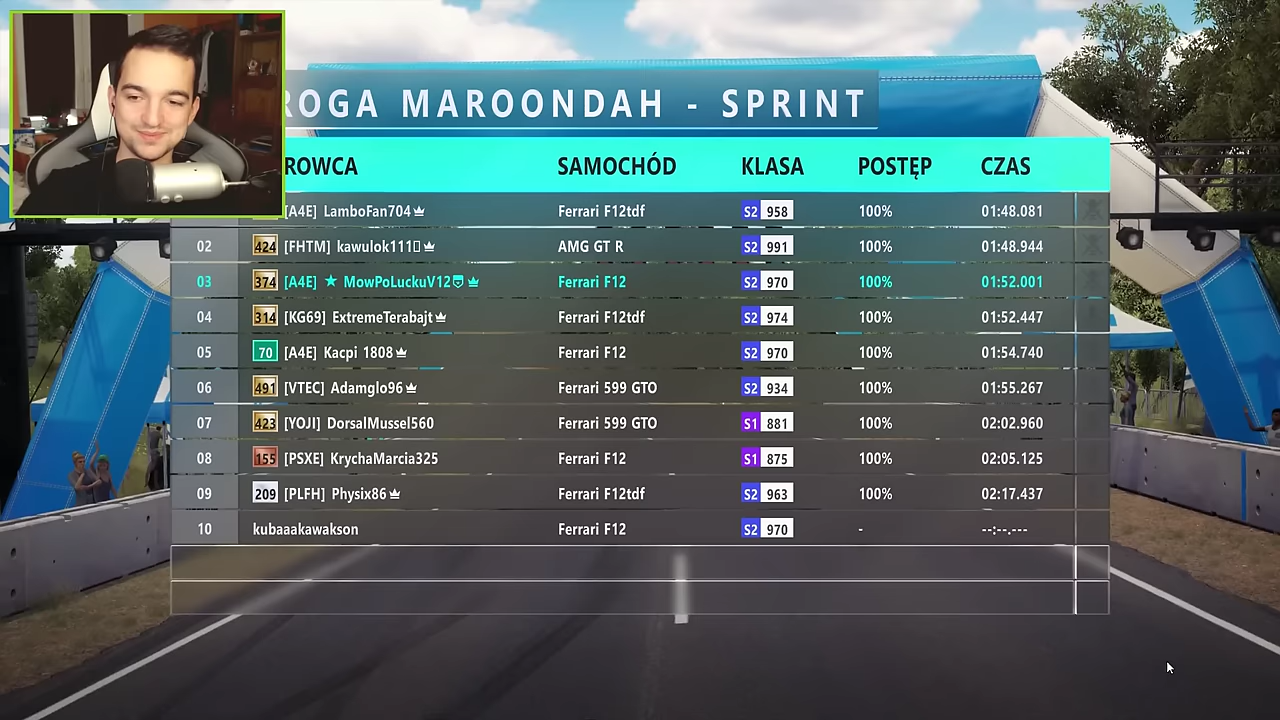 ROGA MAROONDAH - SPRINT
ROWCA SAMOCHÓD KLASA POSTĘP CZAS
[A4E] LamboFan704 Ferrari F12tdf S2 958 100% 01:48.081
02 424 [FHTM] kawulok111▯ AMG GT R S2 991 100% 01:48.944
03 374 [A4E] ★ MowPoLuckuV12 Ferrari F12 S2 970 100% 01:52.001
04 314 [KG69] ExtremeTerabajt Ferrari F12tdf S2 974 100% 01:52.447
05 70 [A4E] Kacpi 1808 Ferrari F12 S2 970 100% 01:54.740
06 491 [VTEC] Adamglo96 Ferrari 599 GTO S2 934 100% 01:55.267
07 423 [YOJI] DorsalMussel560 Ferrari 599 GTO S1 881 100% 02:02.960
08 155 [PSXE] KrychaMarcia325 Ferrari F12 S1 875 100% 02:05.125
09 209 [PLFH] Physix86 Ferrari F12tdf S2 963 100% 02:17.437
10 kubaaakawakson Ferrari F12 S2 970 - --:--.---